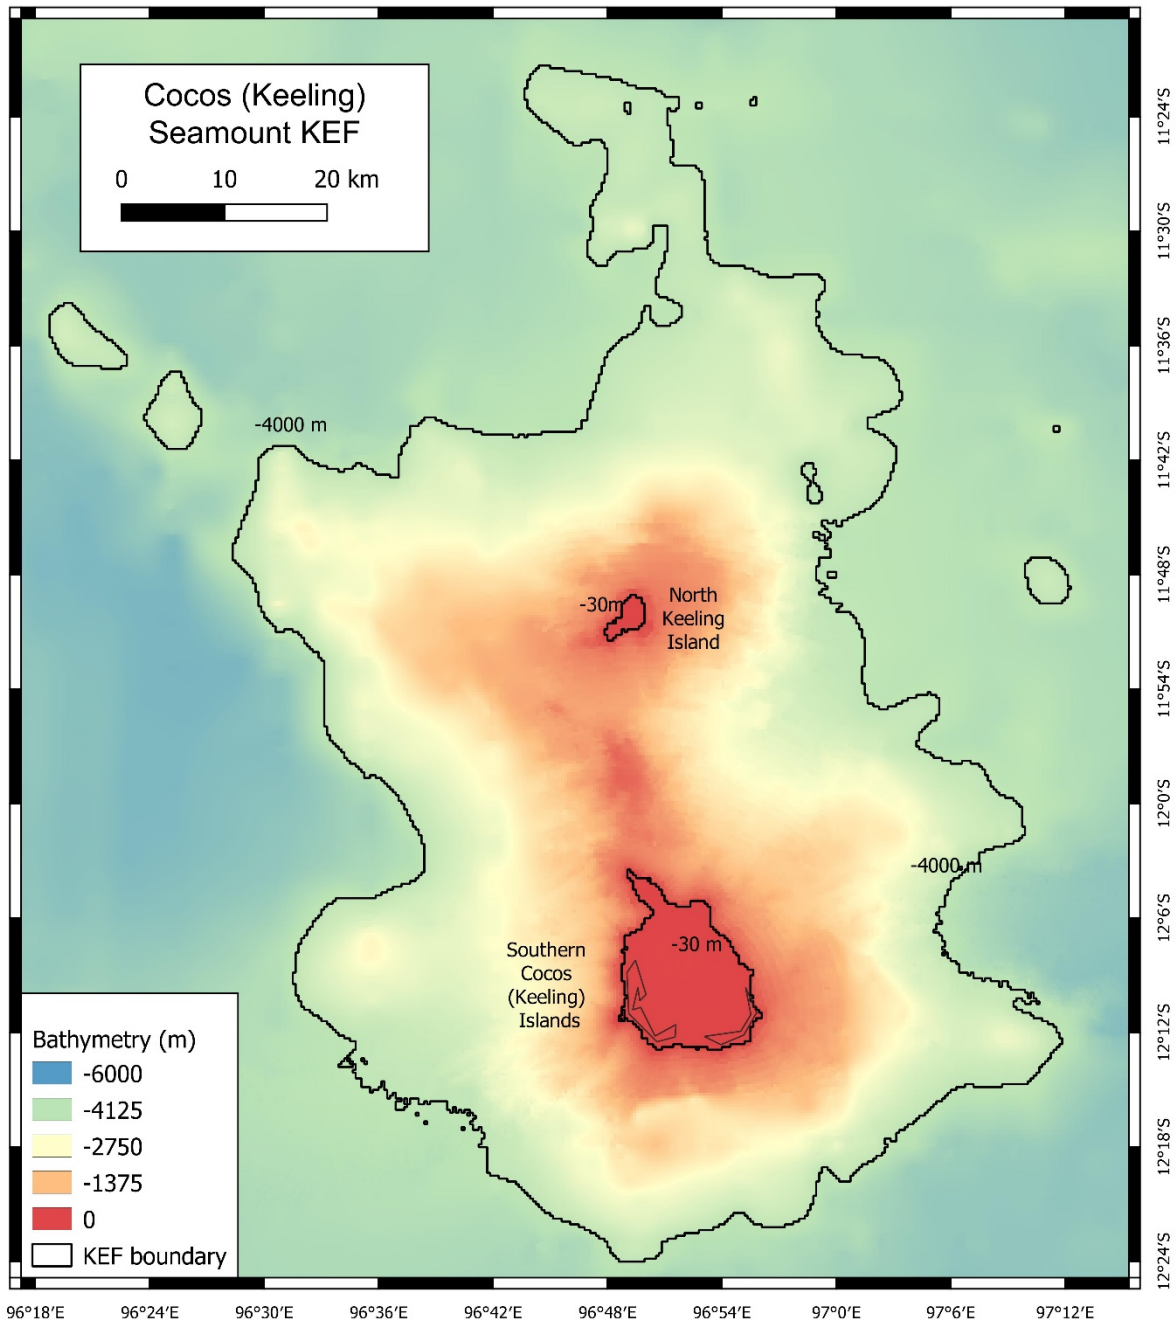 Cocos (Keeling)
Seamount KEF
0 10 20 km
-4000 m
-30m
North
Keeling
Island
-4000 m
-30 m
Southern
Cocos
(Keeling)
Islands
Bathymetry (m)
-6000
-4125
-2750
-1375
0
KEF boundary
11°24′S
11°30′S
11°36′S
11°42′S
11°48′S
11°54′S
12°0′S
12°6′S
12°12′S
12°18′S
12°24′S
96°18′E 96°24′E 96°30′E 96°36′E 96°42′E 96°48′E 96°54′E 97°0′E 97°6′E 97°12′E